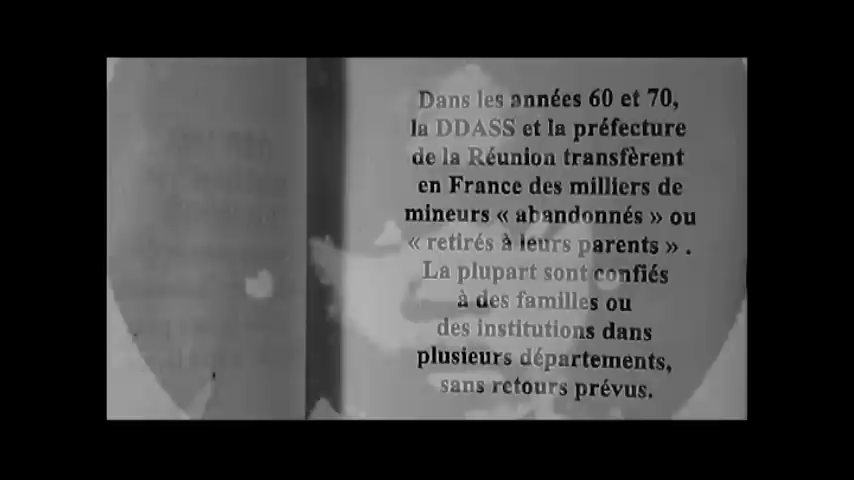 Dans les années 60 et 70,
la DDASS et la préfecture
de la Réunion transfèrent
en France des milliers de
mineurs « abandonnés » ou
« retirés à leurs parents » .
La plupart sont confiés
à des familles ou
des institutions dans
plusieurs départements,
sans retours prévus.